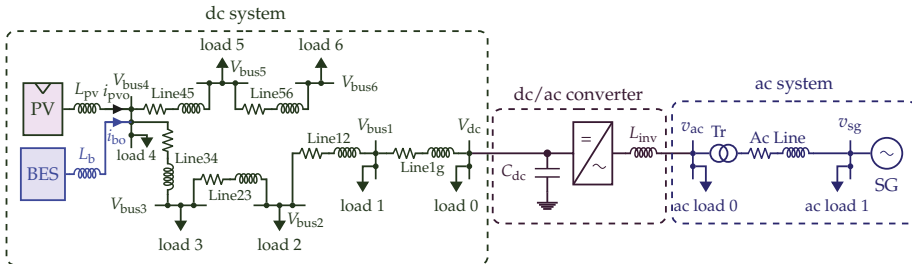 dc system
load 5
load 6
L_pv
i_pvo
V_bus4
V_bus5
V_bus6
PV
Line45
Line56
dc/ac converter
ac system
i_bo
load 4
Line12
V_bus1
V_dc
L_inv
v_ac
Tr
Ac Line
v_sg
BES
L_b
Line34
Line1g
C_dc
=
~
~
SG
Line23
V_bus3
V_bus2
load 1
load 0
ac load 0
ac load 1
load 3
load 2